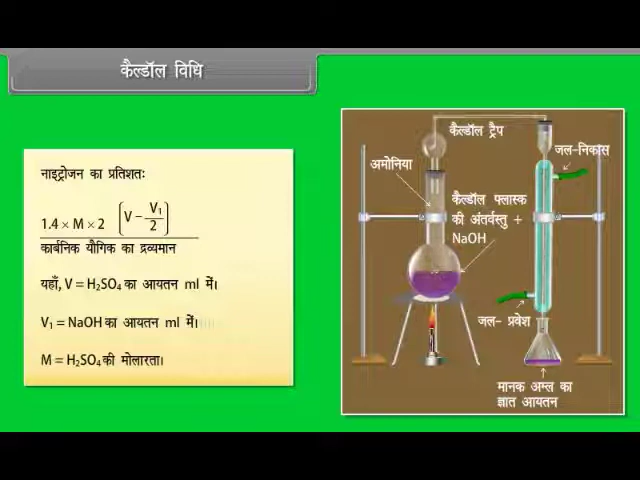 कैल्डॉल विधि
नाइट्रोजन का प्रतिशतः
1.4 × M × 2 [V − V₁/2]
कार्बनिक यौगिक का द्रव्यमान
यहाँ, V = H₂SO₄ का आयतन ml में।
V₁ = NaOH का आयतन ml में।
M = H₂SO₄ की मोलारता।
कैल्डॉल ट्रैप
जल-निकास
अमोनिया
कैल्डॉल फ्लास्क
की अंतर्वस्तु +
NaOH
जल- प्रवेश
मानक अम्ल का
ज्ञात आयतन